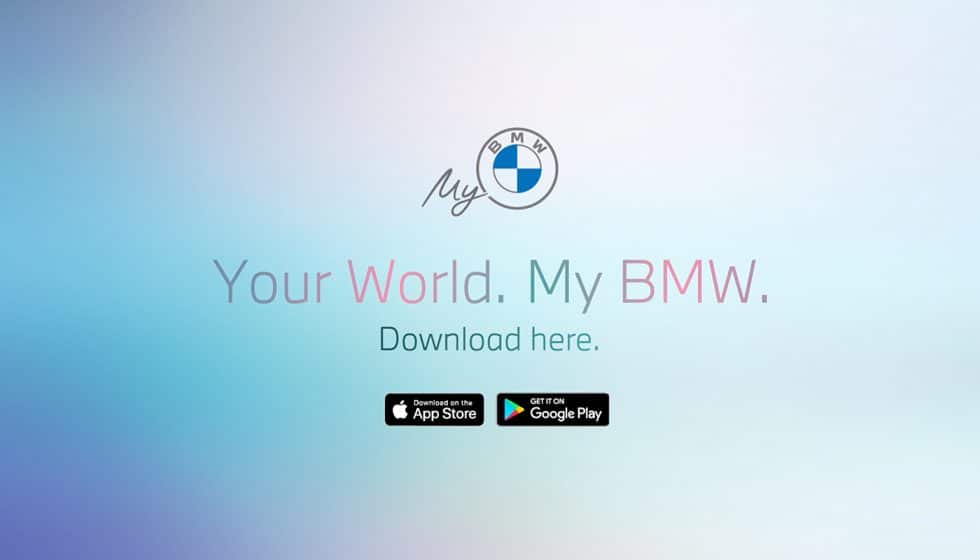 BMW
My
Your World. My BMW.
Download here.
Download on the
App Store
GET IT ON
Google Play